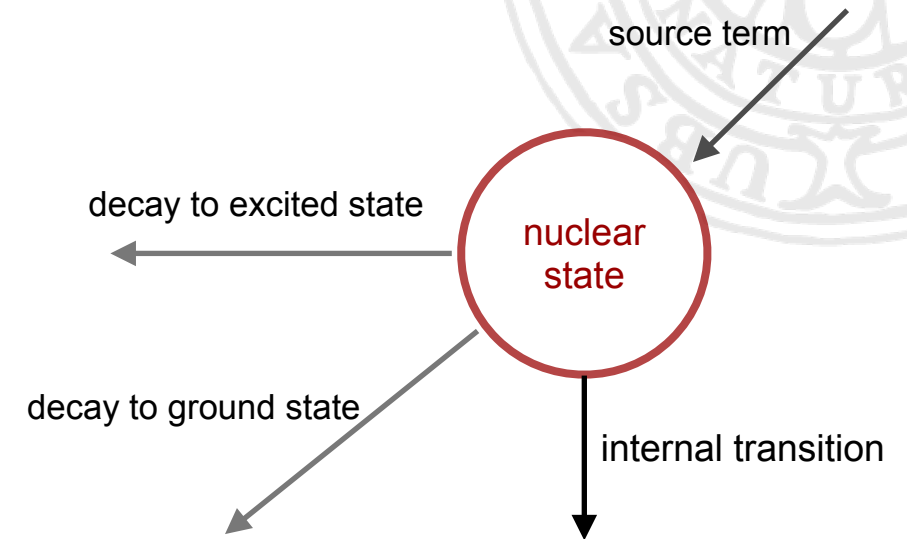 source term
decay to excited state
nuclear
state
decay to ground state
internal transition